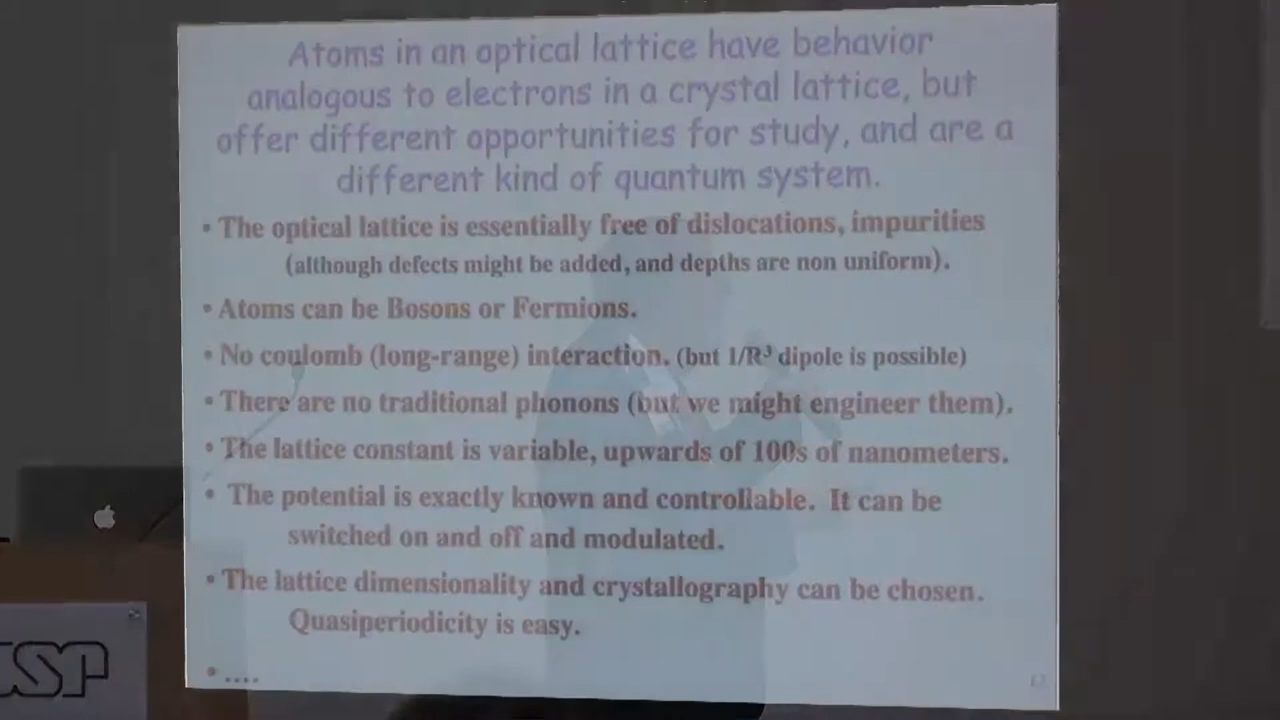 Atoms in an optical lattice have behavior
analogous to electrons in a crystal lattice, but
offer different opportunities for study, and are a
different kind of quantum system.
• The optical lattice is essentially free of dislocations, impurities
(although defects might be added, and depths are non uniform).
• Atoms can be Bosons or Fermions.
• No coulomb (long-range) interaction. (but 1/R³ dipole is possible)
• There are no traditional phonons (but we might engineer them).
• The lattice constant is variable, upwards of 100s of nanometers.
• The potential is exactly known and controllable. It can be
switched on and off and modulated.
• The lattice dimensionality and crystallography can be chosen.
Quasiperiodicity is easy.
• ....